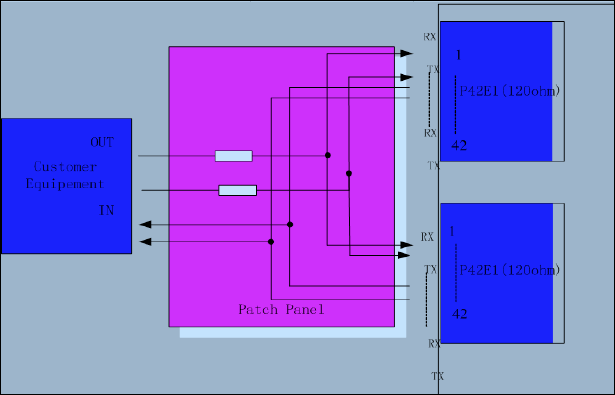 OUT
Customer
Equipement
IN
Patch Panel
RX
1
TX
P42E1(120ohm)
RX
42
TX
1
RX
TX
P42E1(120ohm)
42
RX
TX